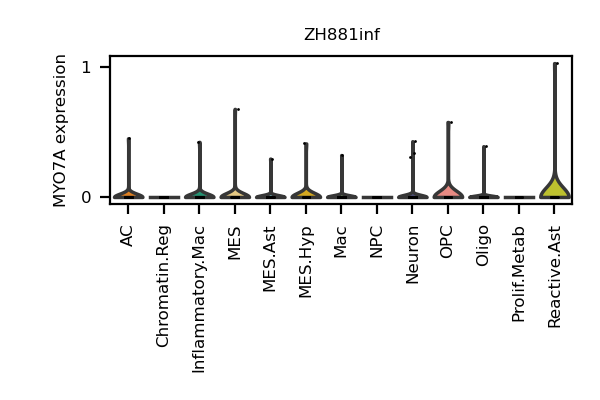 ZH881inf
MYO7A expression
1
0
AC
Chromatin.Reg
Inflammatory.Mac
MES
MES.Ast
MES.Hyp
Mac
NPC
Neuron
OPC
Oligo
Prolif.Metab
Reactive.Ast